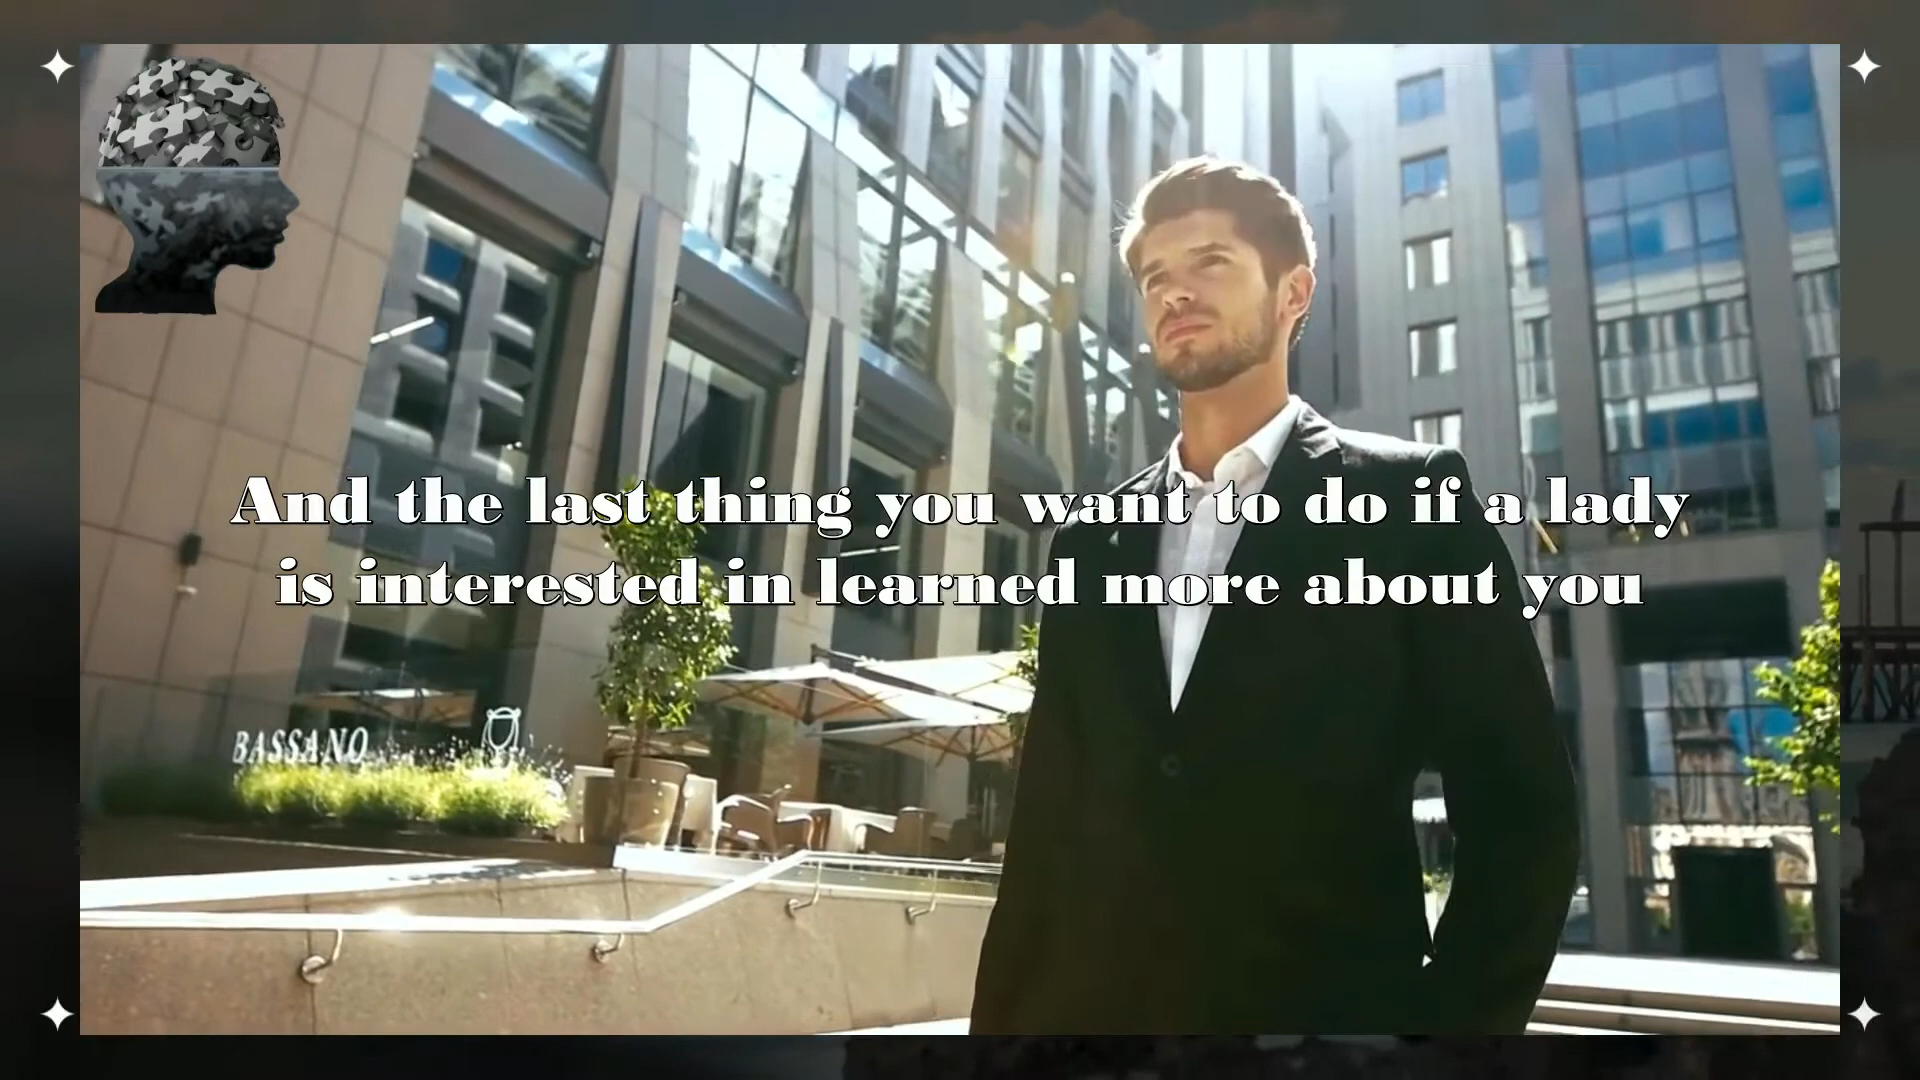 And the last thing you want to do if a lady
is interested in learned more about you
BASSANO